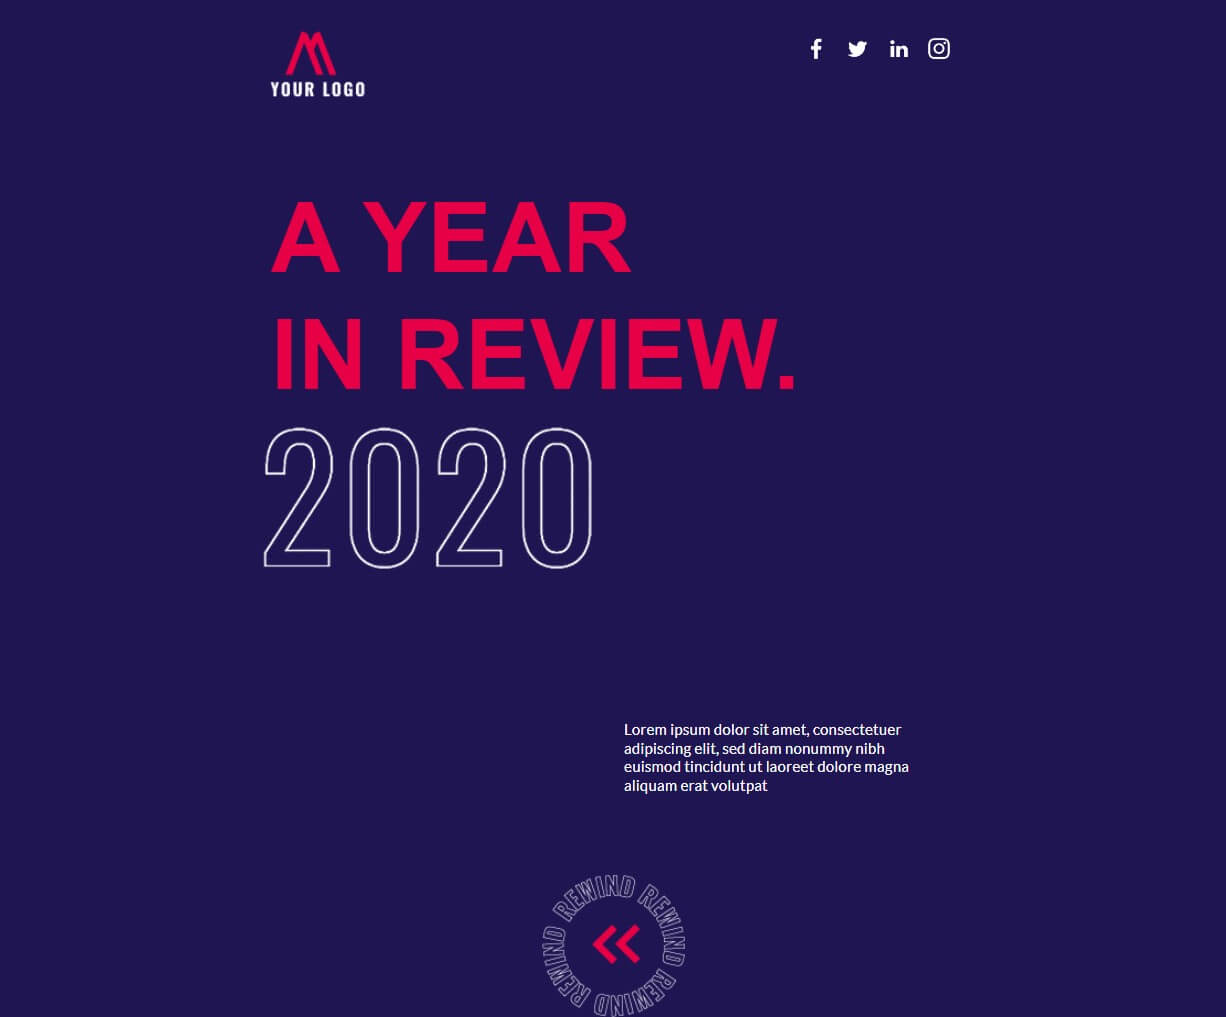 YOUR LOGO
A YEAR
IN REVIEW.
2020
Lorem ipsum dolor sit amet, consectetuer
adipiscing elit, sed diam nonummy nibh
euismod tincidunt ut laoreet dolore magna
aliquam erat volutpat
REWIND REWIND REWIND REWIND REWIND